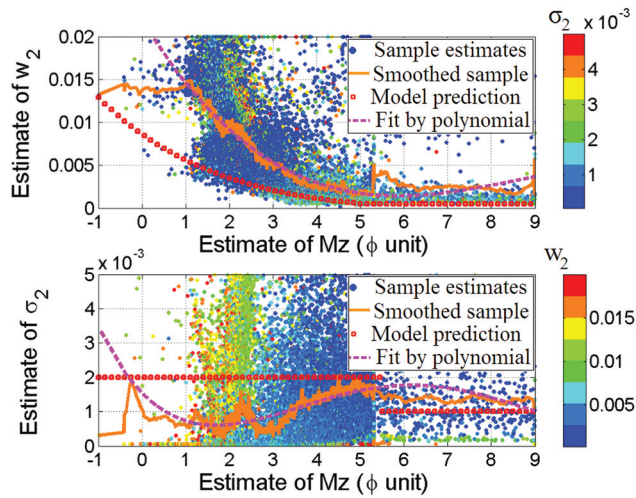 σ2 × 10-3
0.02
0.015
0.01
0.005
0
Estimate of w2
Sample estimates
Smoothed sample
Model prediction
Fit by polynomial
4
3
2
1
-1 0 1 2 3 4 5 6 7 8 9
Estimate of Mz (ϕ unit)
× 10-3
5
4
3
2
1
0
Estimate of σ2
Sample estimates
Smoothed sample
Model prediction
Fit by polynomial
w2
0.015
0.01
0.005
-1 0 1 2 3 4 5 6 7 8 9
Estimate of Mz (ϕ unit)